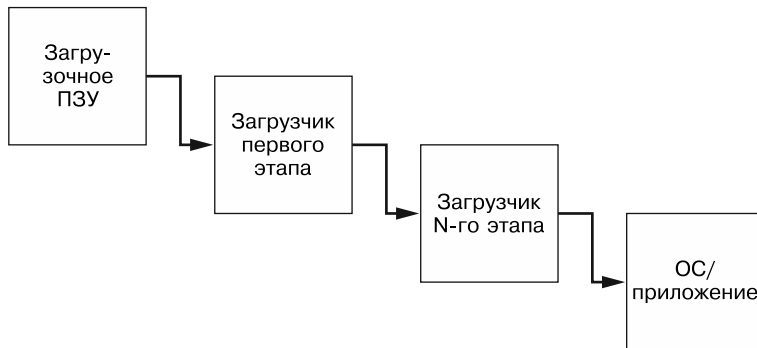 Загру-
зочное
ПЗУ
Загрузчик
первого
этапа
Загрузчик
N-го этапа
ОС/
приложение